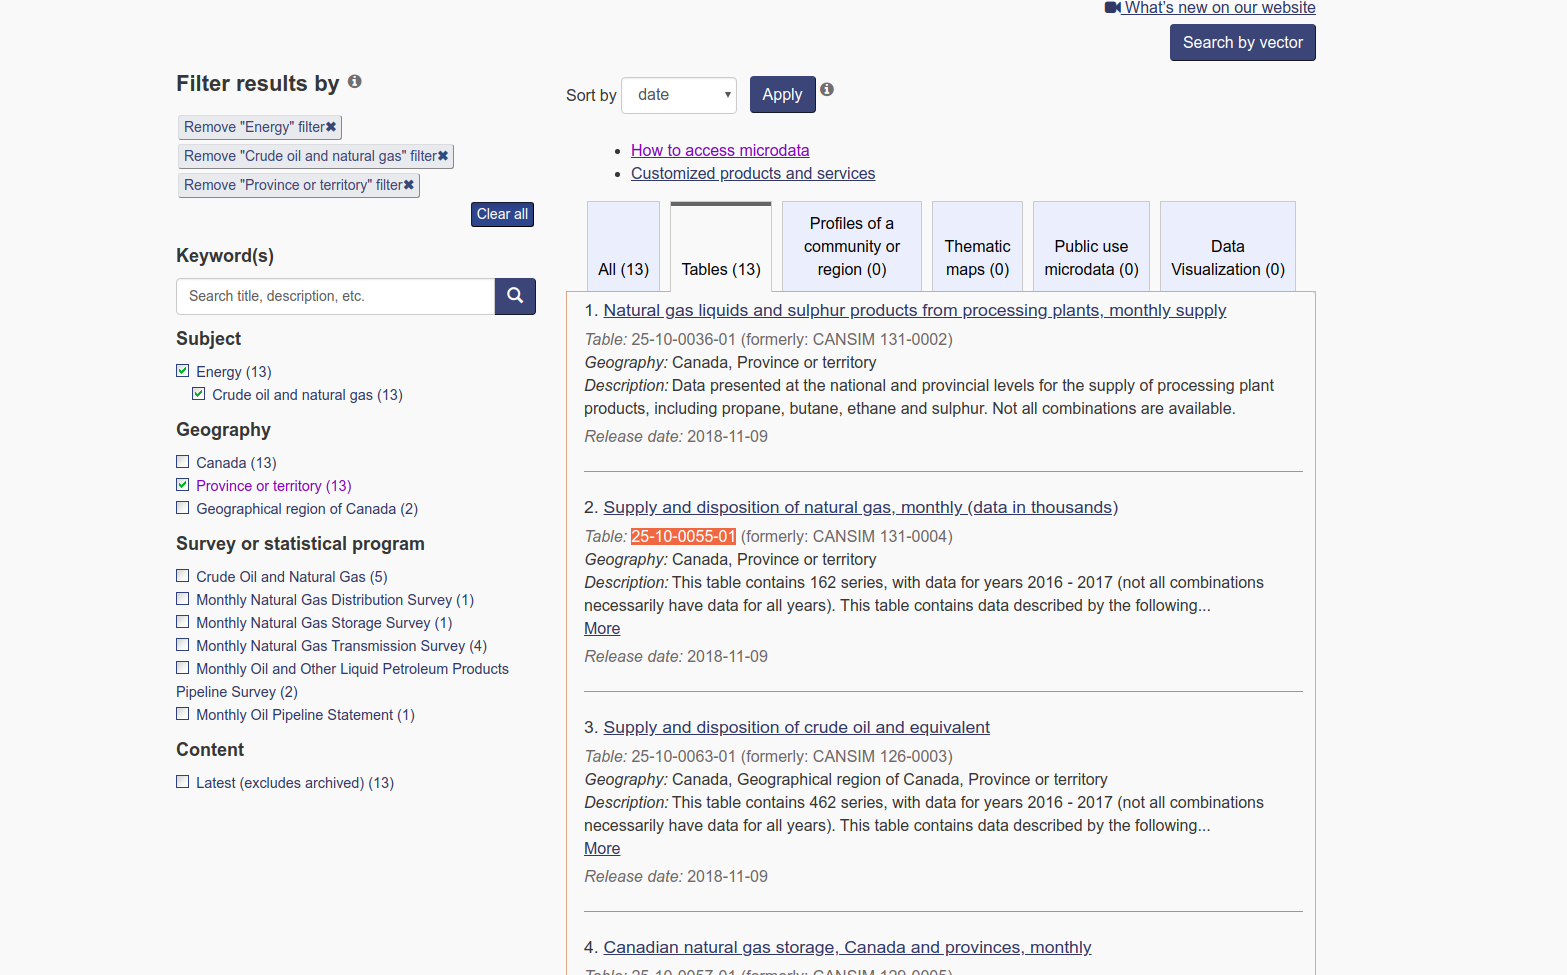 What's new on our website
Search by vector
Filter results by
Remove "Energy" filter✖
Remove "Crude oil and natural gas" filter✖
Remove "Province or territory" filter✖
Clear all
Keyword(s)
Search title, description, etc.
Subject
Energy (13)
Crude oil and natural gas (13)
Geography
Canada (13)
Province or territory (13)
Geographical region of Canada (2)
Survey or statistical program
Crude Oil and Natural Gas (5)
Monthly Natural Gas Distribution Survey (1)
Monthly Natural Gas Storage Survey (1)
Monthly Natural Gas Transmission Survey (4)
Monthly Oil and Other Liquid Petroleum Products
Pipeline Survey (2)
Monthly Oil Pipeline Statement (1)
Content
Latest (excludes archived) (13)
Sort by date Apply
• How to access microdata
• Customized products and services
All (13)
Tables (13)
Profiles of a
community or
region (0)
Thematic
maps (0)
Public use
microdata (0)
Data
Visualization (0)
1. Natural gas liquids and sulphur products from processing plants, monthly supply
Table: 25-10-0036-01 (formerly: CANSIM 131-0002)
Geography: Canada, Province or territory
Description: Data presented at the national and provincial levels for the supply of processing plant
products, including propane, butane, ethane and sulphur. Not all combinations are available.
Release date: 2018-11-09
2. Supply and disposition of natural gas, monthly (data in thousands)
Table: 25-10-0055-01 (formerly: CANSIM 131-0004)
Geography: Canada, Province or territory
Description: This table contains 162 series, with data for years 2016 - 2017 (not all combinations
necessarily have data for all years). This table contains data described by the following...
More
Release date: 2018-11-09
3. Supply and disposition of crude oil and equivalent
Table: 25-10-0063-01 (formerly: CANSIM 126-0003)
Geography: Canada, Geographical region of Canada, Province or territory
Description: This table contains 462 series, with data for years 2016 - 2017 (not all combinations
necessarily have data for all years). This table contains data described by the following...
More
Release date: 2018-11-09
4. Canadian natural gas storage, Canada and provinces, monthly
Table: 25-10-0057-01 (formerly: CANSIM 129-0005)